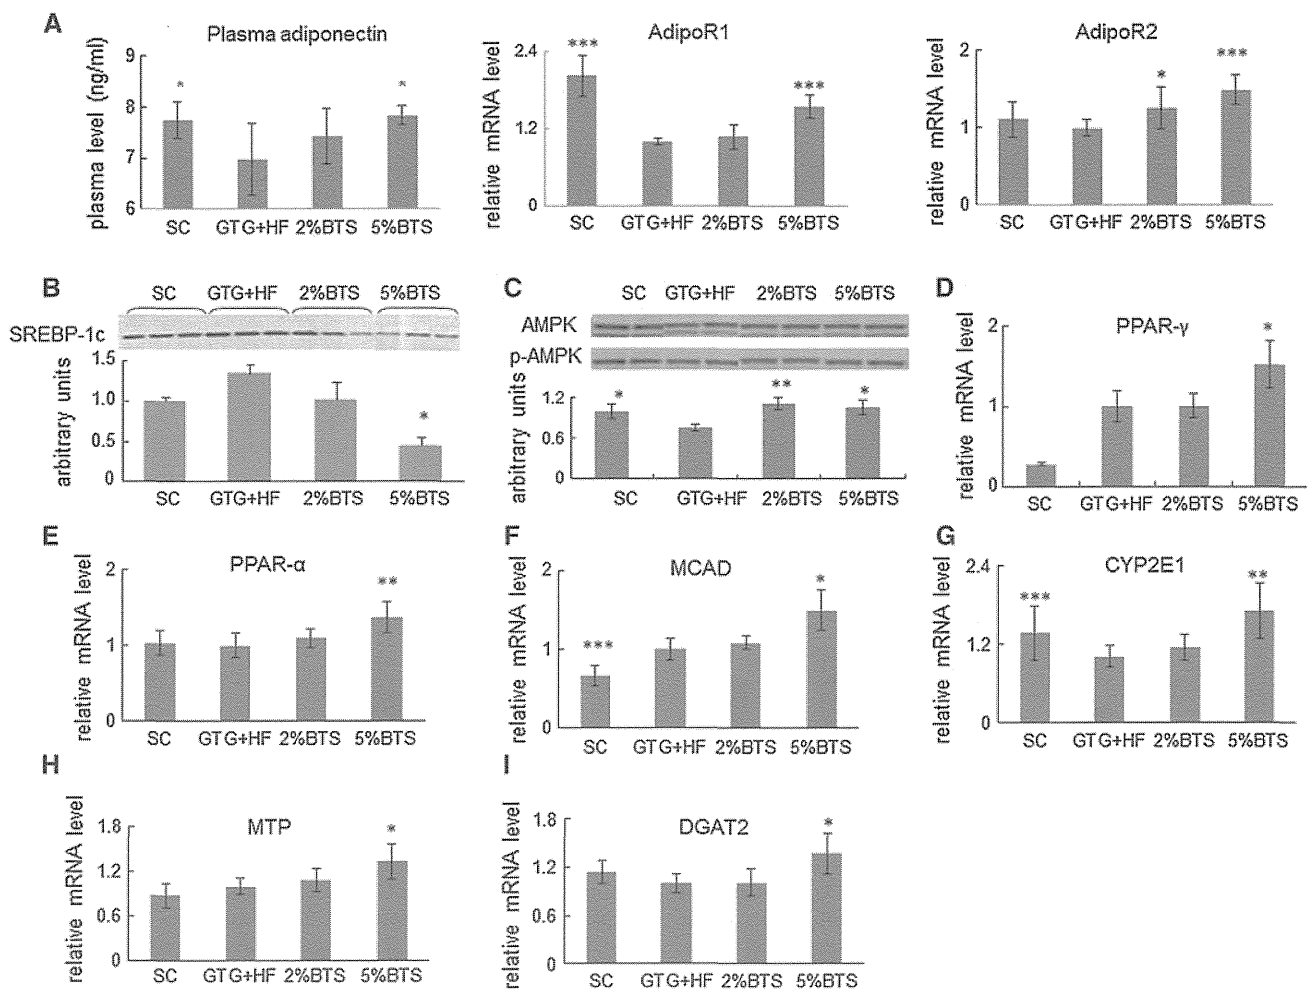 A
Plasma adiponectin
plasma level (ng/ml)
9
8
7
6
*
*
SC GTG+HF 2%BTS 5%BTS
AdipoR1
relative mRNA level
2.4
1.2
0
***
***
SC GTG+HF 2%BTS 5%BTS
AdipoR2
relative mRNA level
2
1
0
*
***
SC GTG+HF 2%BTS 5%BTS
B
SC GTG+HF 2%BTS 5%BTS
SREBP-1c
arbitrary units
1.5
1.0
0.5
0
*
SC GTG+HF 2%BTS 5%BTS
C
SC GTG+HF 2%BTS 5%BTS
AMPK
p-AMPK
arbitrary units
1.2
0.6
0
*
**
*
SC GTG+HF 2%BTS 5%BTS
D
PPAR-γ
relative mRNA level
2
1
0
*
SC GTG+HF 2%BTS 5%BTS
E
PPAR-α
relative mRNA level
2
1
0
**
SC GTG+HF 2%BTS 5%BTS
F
MCAD
relative mRNA level
2
1
0
***
*
SC GTG+HF 2%BTS 5%BTS
G
CYP2E1
relative mRNA level
2.4
1.2
0
***
**
SC GTG+HF 2%BTS 5%BTS
H
MTP
relative mRNA level
1.8
1.2
0.6
0
*
SC GTG+HF 2%BTS 5%BTS
I
DGAT2
relative mRNA level
1.8
1.2
0.6
0
*
SC GTG+HF 2%BTS 5%BTS